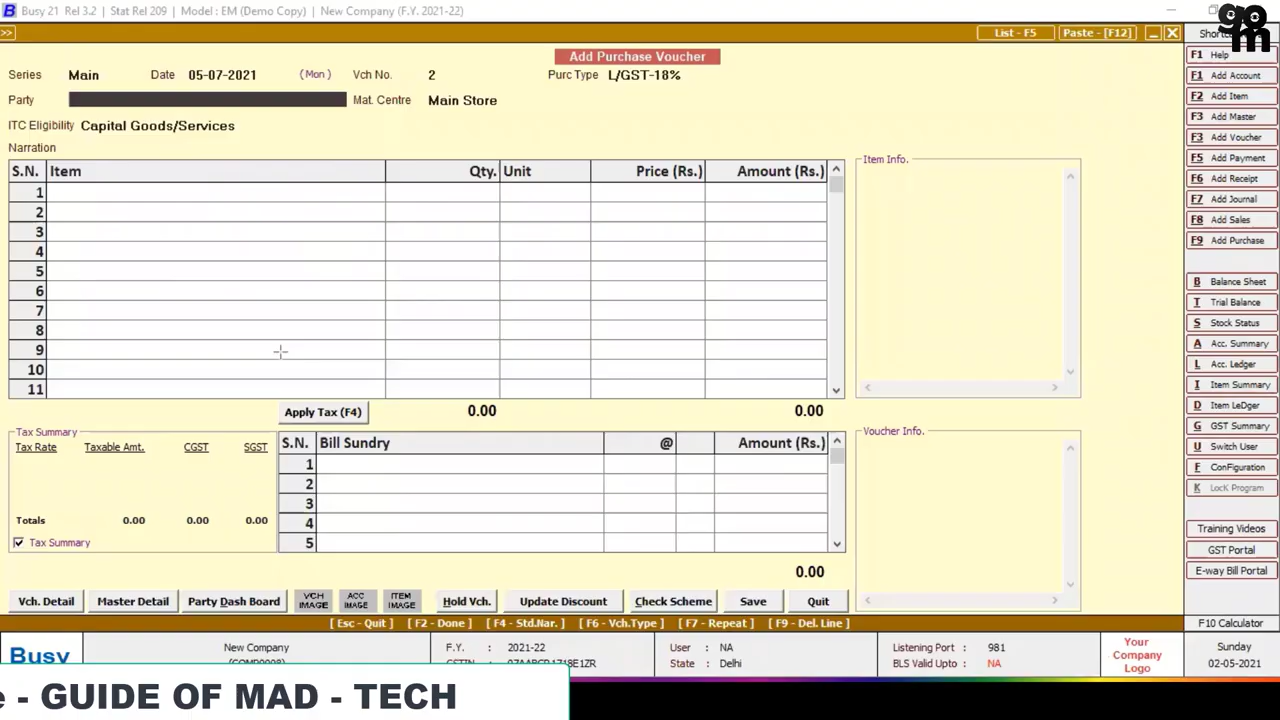 Busy 21 Rel 3.2 | Stat Rel 209 | Model : EM (Demo Copy) | New Company (F.Y. 2021-22)
gom
>> List - F5 Paste - [F12]
Add Purchase Voucher
Series Main Date 05-07-2021 (Mon) Vch No. 2 Purc Type L/GST-18%
Party Mat. Centre Main Store
ITC Eligibility Capital Goods/Services
Narration
S.N. Item Qty. Unit Price (Rs.) Amount (Rs.)
1
2
3
4
5
6
7
8
9
10
11
Apply Tax (F4) 0.00 0.00
Item Info.
Tax Summary
Tax Rate Taxable Amt. CGST SGST
Totals 0.00 0.00 0.00
Tax Summary
S.N. Bill Sundry @ Amount (Rs.)
1
2
3
4
5
0.00
Voucher Info.
Vch. Detail Master Detail Party Dash Board VCH IMAGE ACC IMAGE ITEM IMAGE Hold Vch. Update Discount Check Scheme Save Quit
[ Esc - Quit ] [ F2 - Done ] [ F4 - Std.Nar. ] [ F6 - Vch.Type ] [ F7 - Repeat ] [ F9 - Del. Line ]
F1 Help
F1 Add Account
F2 Add Item
F3 Add Master
F3 Add Voucher
F5 Add Payment
F6 Add Receipt
F7 Add Journal
F8 Add Sales
F9 Add Purchase
B Balance Sheet
T Trial Balance
S Stock Status
A Acc. Summary
L Acc. Ledger
I Item Summary
D Item LeDger
G GST Summary
U Switch User
F ConFiguration
K LocK Program
Training Videos
GST Portal
E-way Bill Portal
F10 Calculator
Busy
New Company
F.Y. : 2021-22
User : NA
State : Delhi
Listening Port : 981
BLS Valid Upto : NA
Your
Company
Logo
Sunday
02-05-2021
- GUIDE OF MAD - TECH